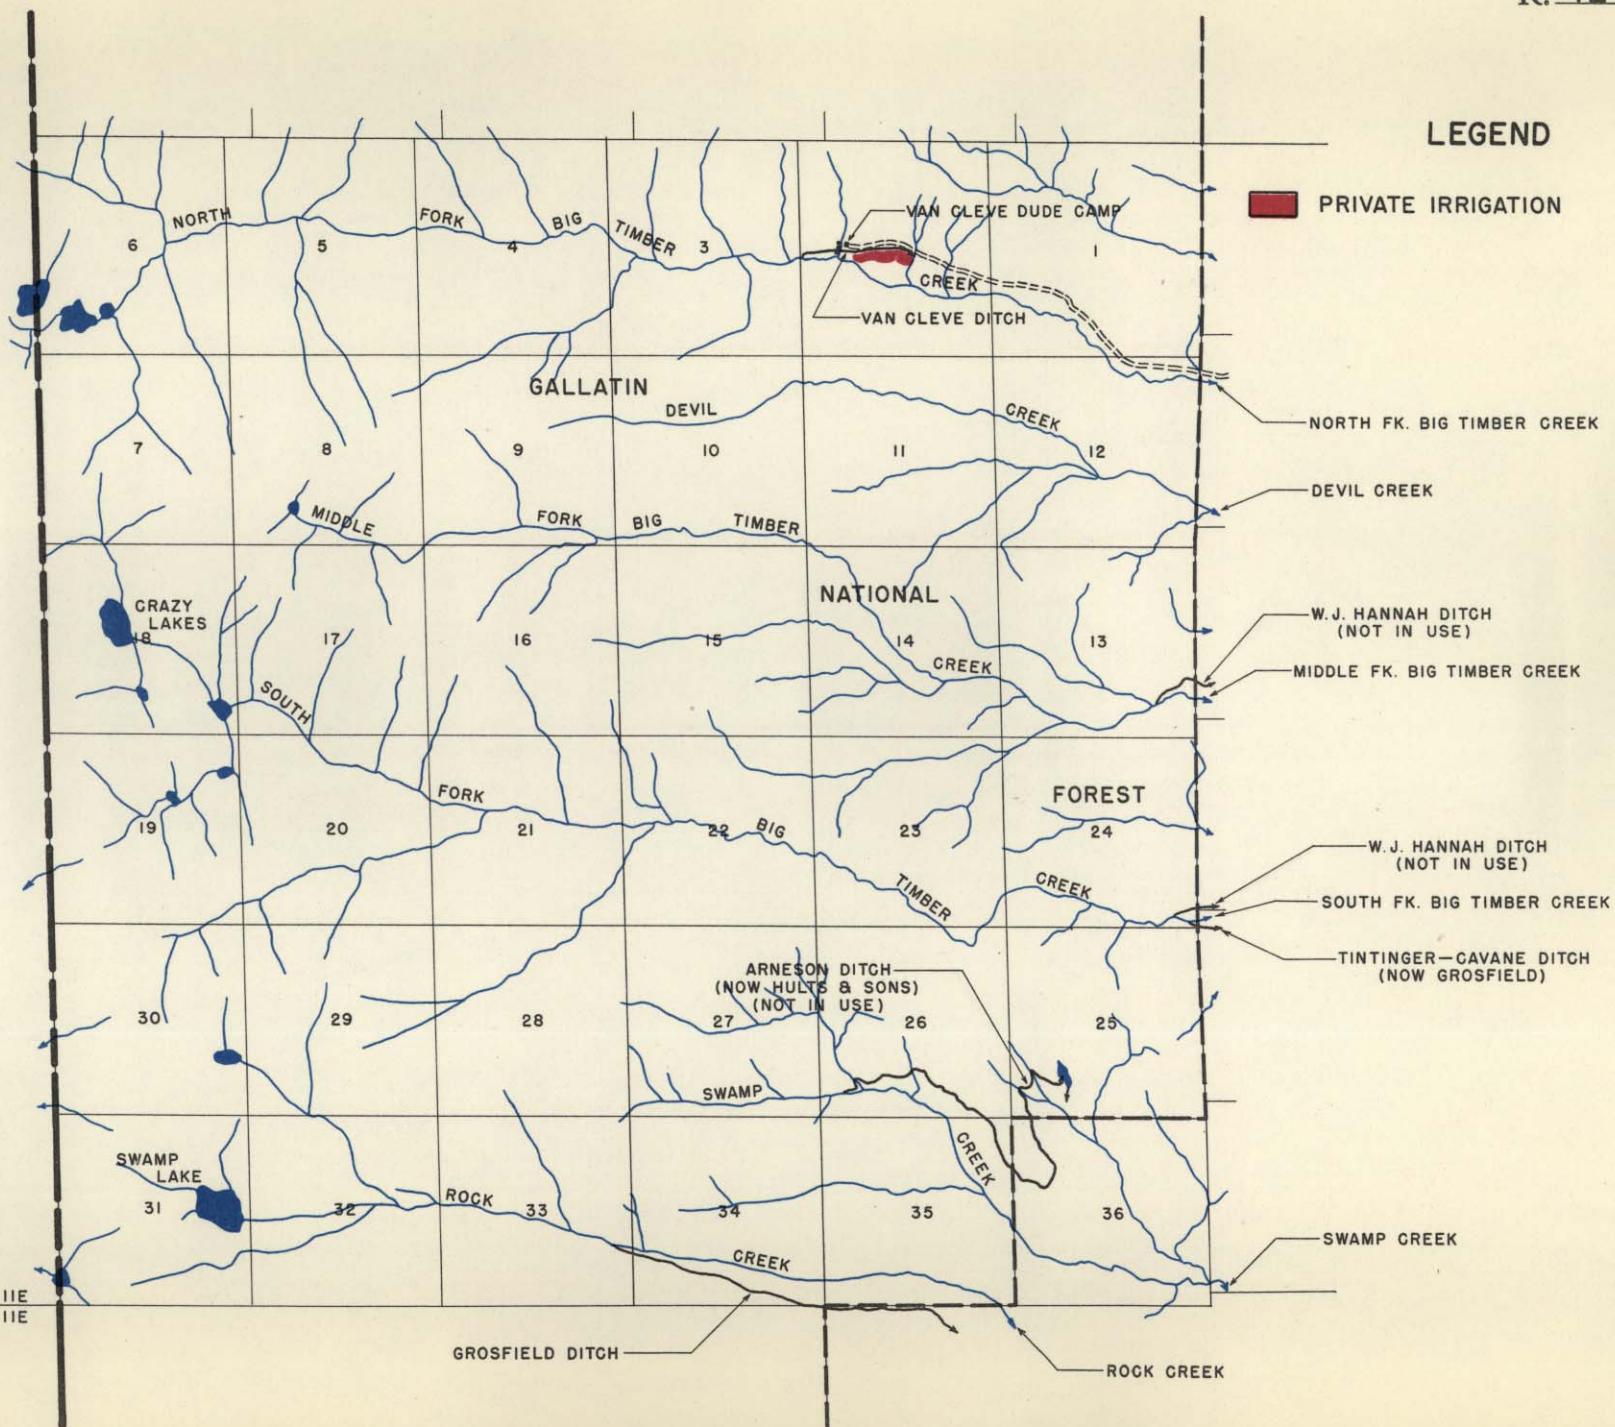 LEGEND
PRIVATE IRRIGATION
VAN CLEVE DUDE CAMP
NORTH FORK BIG TIMBER CREEK
6 5 4 3 1
VAN CLEVE DITCH
GALLATIN
DEVIL CREEK
NORTH FK. BIG TIMBER CREEK
7 8 9 10 11 12
DEVIL CREEK
MIDDLE FORK BIG TIMBER CREEK
NATIONAL
CRAZY
LAKES
18 17 16 15 14 13
W.J. HANNAH DITCH
(NOT IN USE)
MIDDLE FK. BIG TIMBER CREEK
SOUTH FORK BIG TIMBER CREEK
FOREST
19 20 21 22 23 24
W.J. HANNAH DITCH
(NOT IN USE)
SOUTH FK. BIG TIMBER CREEK
TINTINGER-CAVANE DITCH
(NOW GROSFIELD)
ARNESON DITCH
(NOW HULTS & SONS)
(NOT IN USE)
30 29 28 27 26 25
SWAMP CREEK
SWAMP
LAKE
31 32 33 34 35 36
ROCK CREEK
SWAMP CREEK
11E
11E
GROSFIELD DITCH
ROCK CREEK